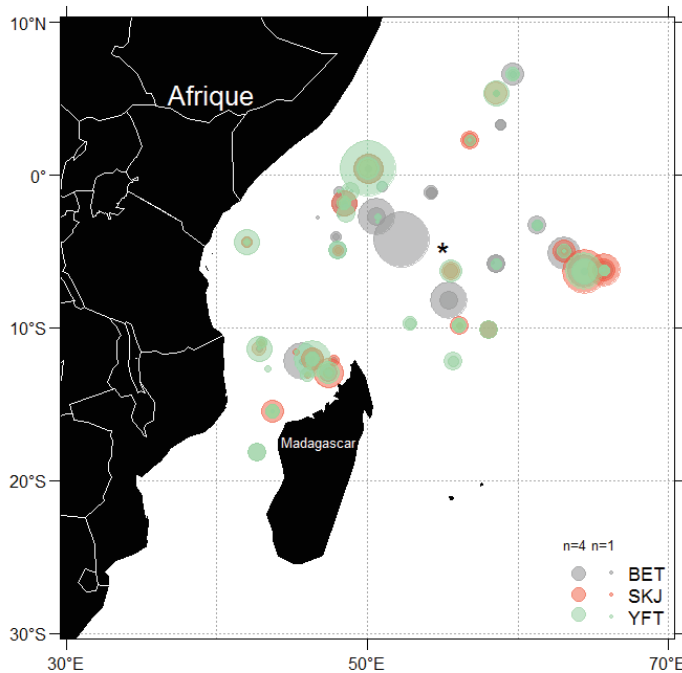 10°N
Afrique
0°
*
10°S
Madagascar
20°S
n=4 n=1
BET
SKJ
YFT
30°S
30°E 50°E 70°E